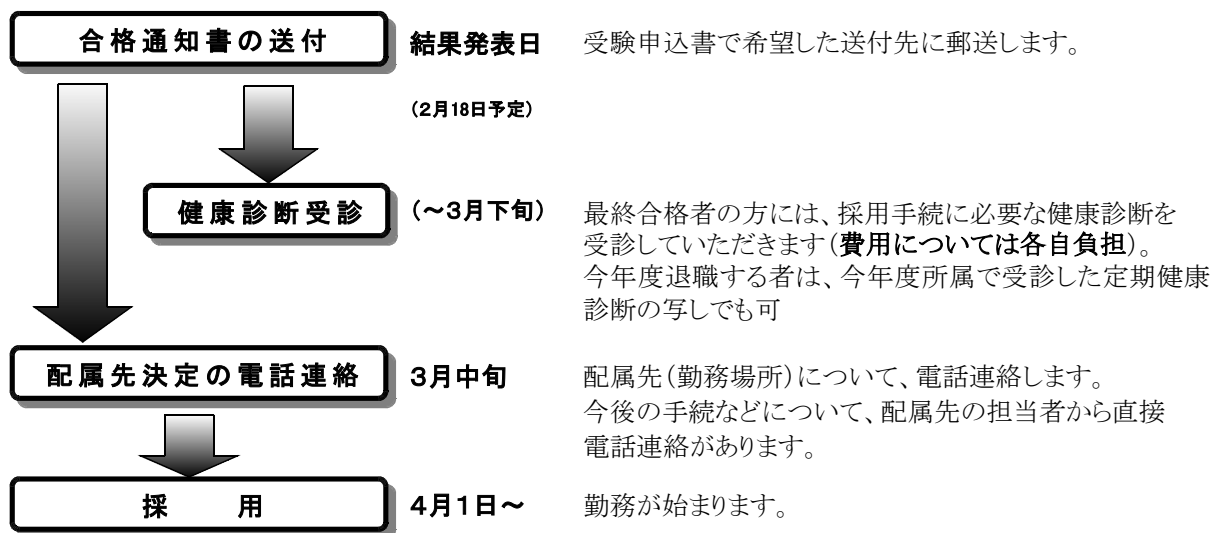 合格通知書の送付 結果発表日 受験申込書で希望した送付先に郵送します。
（2月18日予定）
健康診断受診 （～3月下旬） 最終合格者の方には、採用手続に必要な健康診断を
受診していただきます（費用については各自負担）。
今年度退職する者は、今年度所属で受診した定期健康
診断の写しでも可
配属先決定の電話連絡 3月中旬 配属先（勤務場所）について、電話連絡します。
今後の手続などについて、配属先の担当者から直接
電話連絡があります。
採 用 4月1日～ 勤務が始まります。